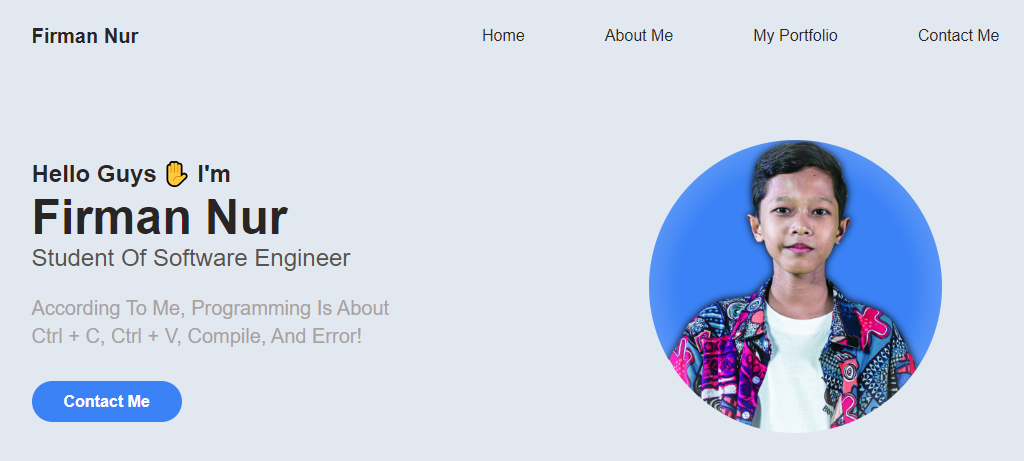 Firman Nur
Home
About Me
My Portfolio
Contact Me
Hello Guys ✋ I'm
Firman Nur
Student Of Software Engineer
According To Me, Programming Is About
Ctrl + C, Ctrl + V, Compile, And Error!
Contact Me